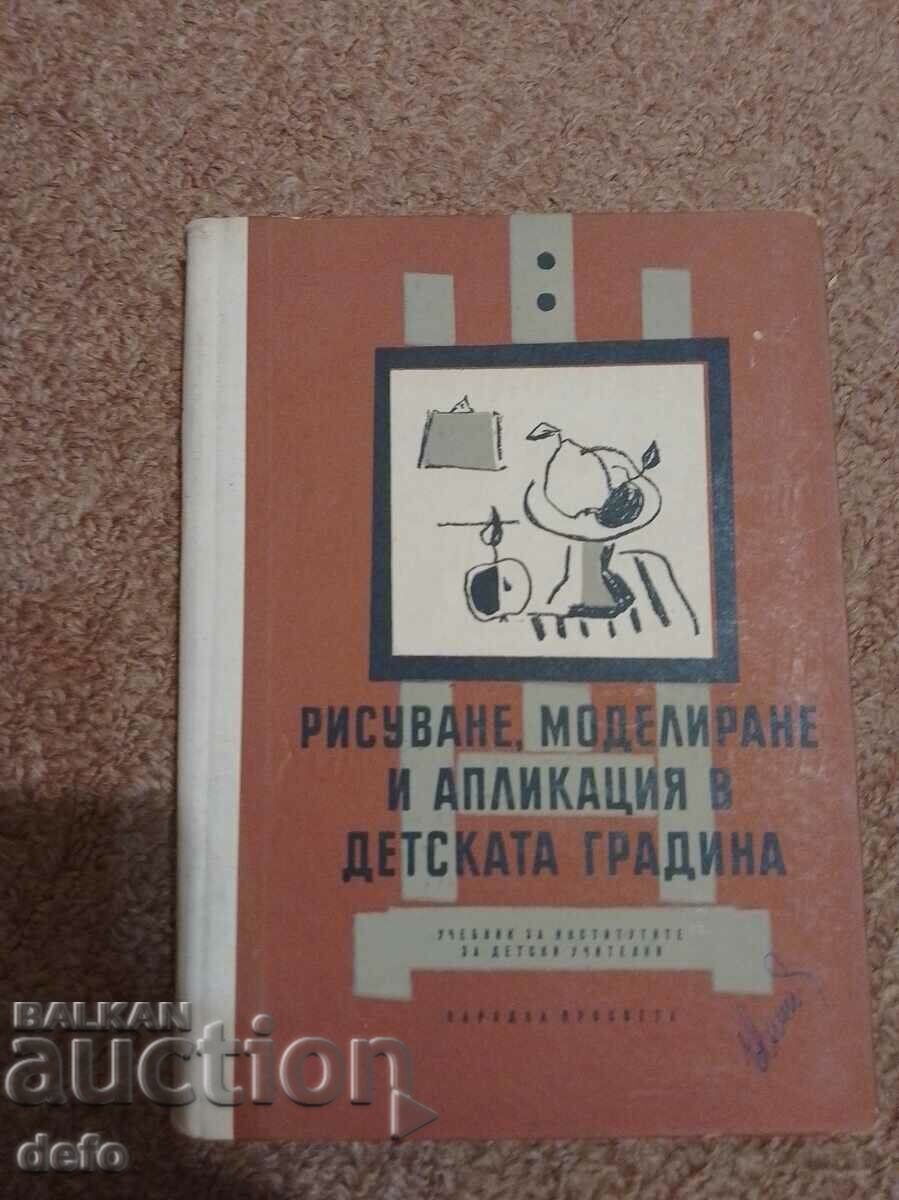 РИСУВАНЕ, МОДЕЛИРАНЕ
И АПЛИКАЦИЯ В
ДЕТСКАТА ГРАДИНА
УЧЕБНИК ЗА ИНСТИТУТИТЕ
ЗА ДЕТСКИ УЧИТЕЛКИ
НАРОДНА ПРОСВЕТА
BALKAN
auction
defo